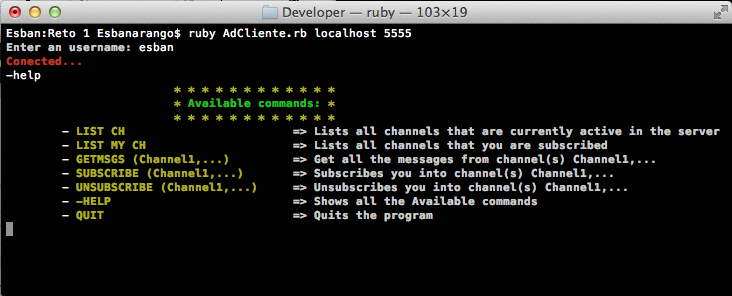 Developer — ruby — 103×19
Esban:Reto 1 Esbanarango$ ruby AdCliente.rb localhost 5555
Enter an username: esban
Conected...
—help
* * * * * * * * * * * *
* Available commands: *
* * * * * * * * * * * *
- LIST CH => Lists all channels that are currently active in the server
- LIST MY CH => Lists all channels that you are subscribed
- GETMSGS (Channel1,...) => Get all the messages from channel(s) Channel1,...
- SUBSCRIBE (Channel1,...) => Subscribes you into channel(s) Channel1,...
- UNSUBSCRIBE (Channel1,...) => Unsubscribes you into channel(s) Channel1,...
- —HELP => Shows all the Available commands
- QUIT => Quits the program